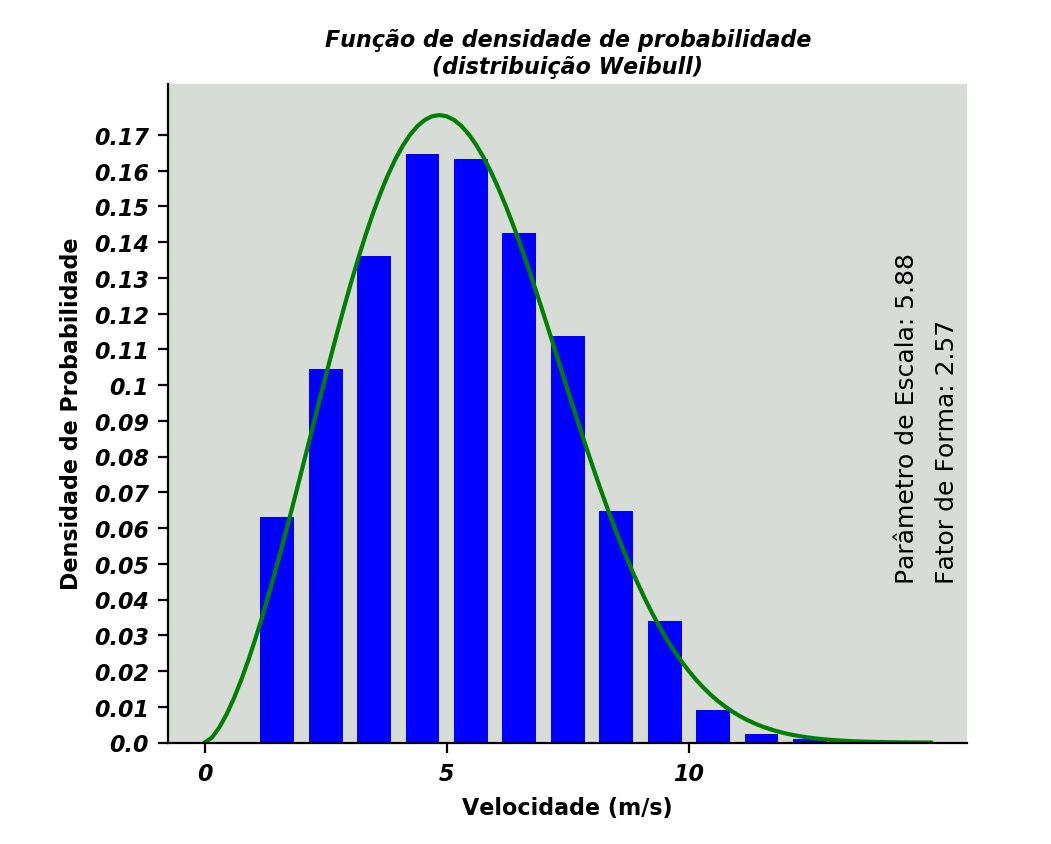 Função de densidade de probabilidade
(distribuição Weibull)
Densidade de Probabilidade
0.17
0.16
0.15
0.14
0.13
0.12
0.11
0.1
0.09
0.08
0.07
0.06
0.05
0.04
0.03
0.02
0.01
0.0
Parâmetro de Escala: 5.88
Fator de Forma: 2.57
0 5 10
Velocidade (m/s)